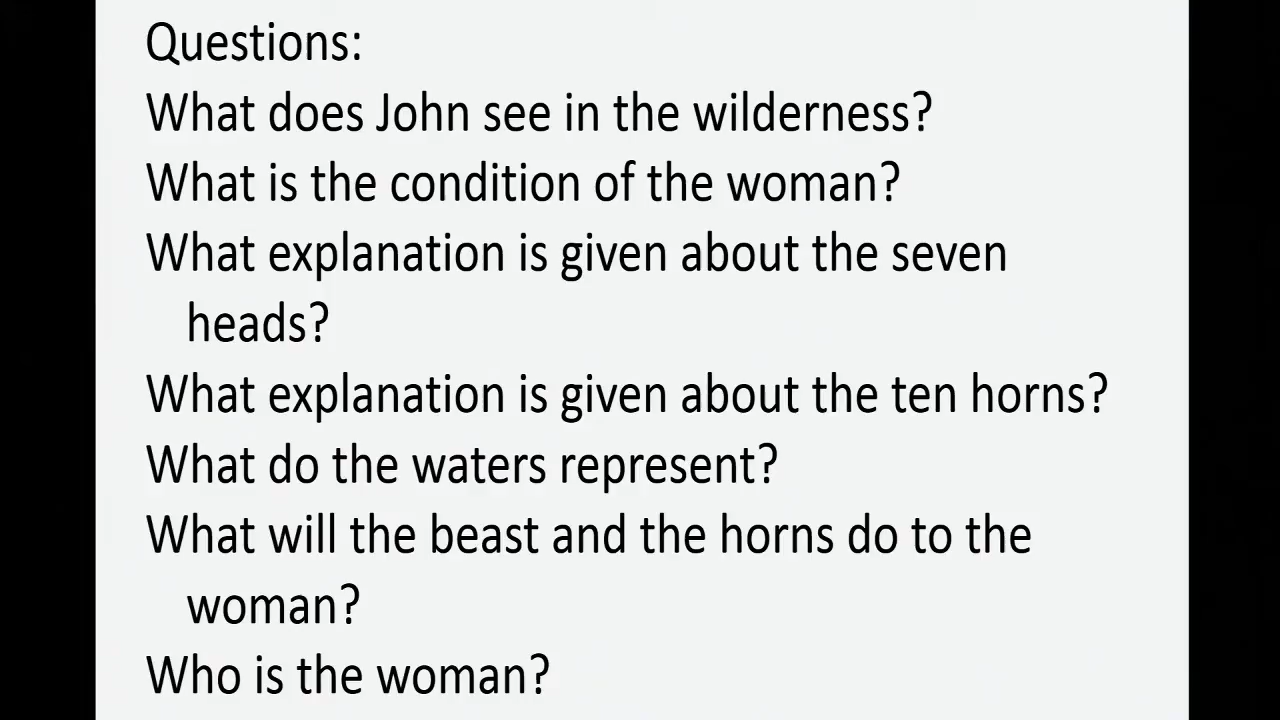 Questions:
What does John see in the wilderness?
What is the condition of the woman?
What explanation is given about the seven
heads?
What explanation is given about the ten horns?
What do the waters represent?
What will the beast and the horns do to the
woman?
Who is the woman?